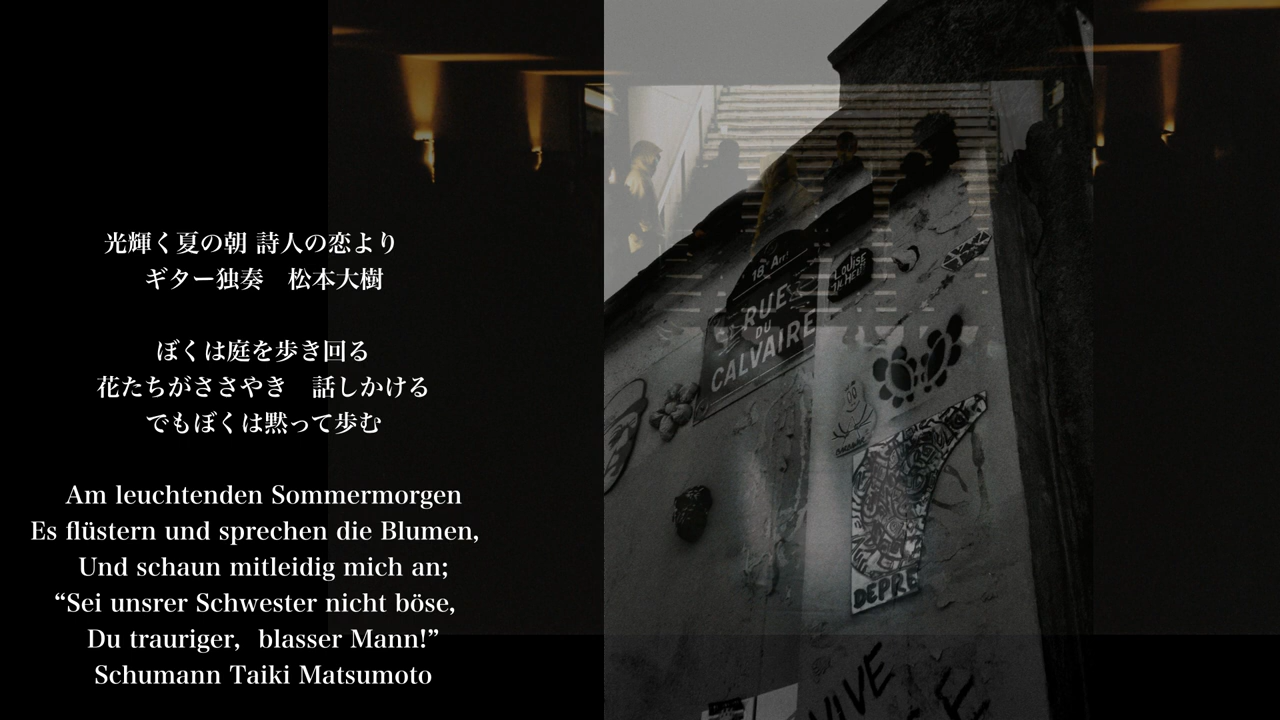 光輝く夏の朝 詩人の恋より
ギター独奏　松本大樹
ぼくは庭を歩き回る
花たちがささやき　話しかける
でもぼくは黙って歩む
Am leuchtenden Sommermorgen
Es flüstern und sprechen die Blumen,
Und schaun mitleidig mich an;
“Sei unsrer Schwester nicht böse,
Du trauriger, blasser Mann!”
Schumann Taiki Matsumoto
18e Arrt
RUE
DU
CALVAIRE
LOUISE
DEPRE
VIVE